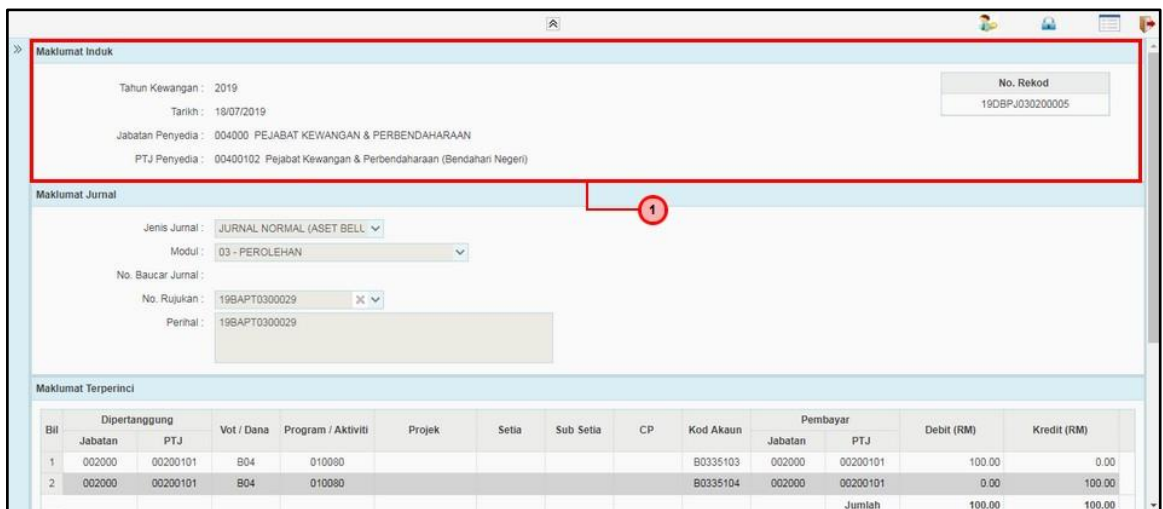 Maklumat Induk
Tahun Kewangan : 2019
No. Rekod
Tarikh : 18/07/2019
19DBPJ030200005
Jabatan Penyedia : 004000 PEJABAT KEWANGAN & PERBENDAHARAAN
PTJ Penyedia : 00400102 Pejabat Kewangan & Perbendaharaan (Bendahari Negeri)
Maklumat Jurnal
1
Jenis Jurnal : JURNAL NORMAL (ASET BELU
Modul : 03 - PEROLEHAN
No. Baucar Jurnal :
No. Rujukan : 19BAPT0300029
Perihal : 19BAPT0300029
Maklumat Terperinci
Bil Dipertanggung Vot / Dana Program / Aktiviti Projek Setia Sub Setia CP Kod Akaun Pembayar Debit (RM) Kredit (RM)
Jabatan PTJ Jabatan PTJ
1 002000 00200101 B04 010080 B0335103 002000 00200101 100.00 0.00
2 002000 00200101 B04 010080 B0335104 002000 00200101 0.00 100.00
Jumlah 100.00 100.00